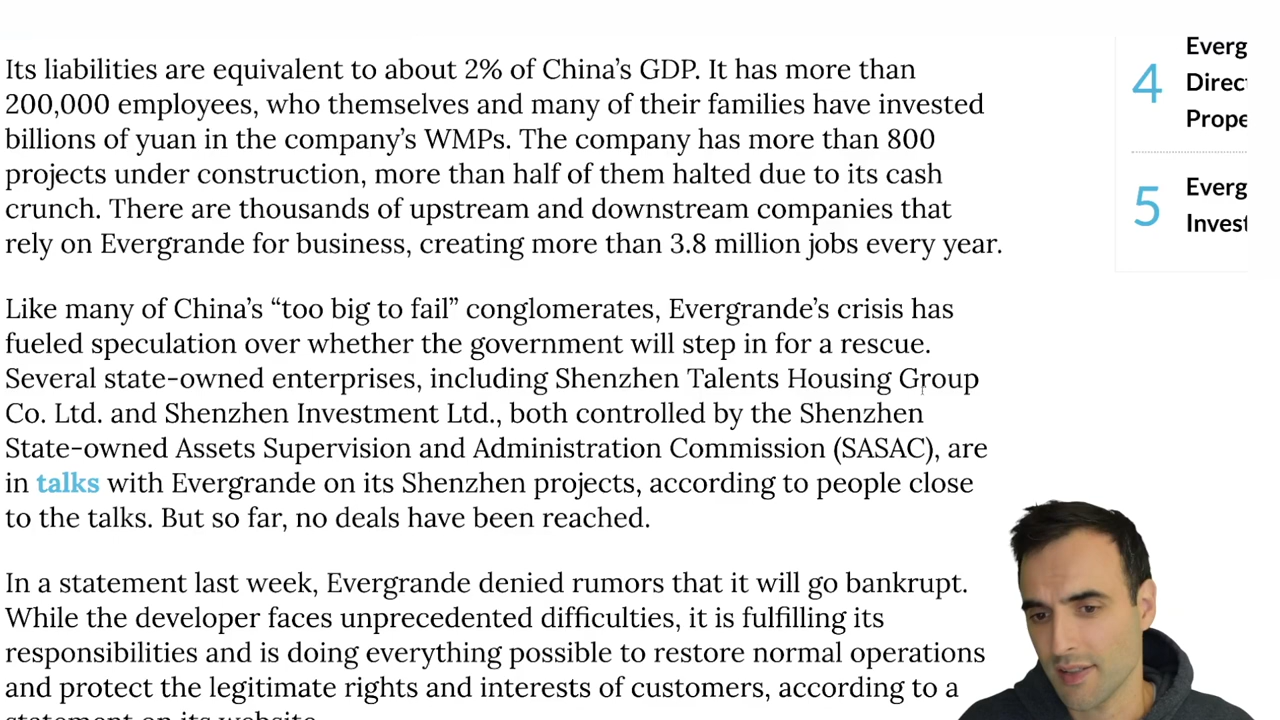 Its liabilities are equivalent to about 2% of China’s GDP. It has more than
200,000 employees, who themselves and many of their families have invested
billions of yuan in the company’s WMPs. The company has more than 800
projects under construction, more than half of them halted due to its cash
crunch. There are thousands of upstream and downstream companies that
rely on Evergrande for business, creating more than 3.8 million jobs every year.
Like many of China’s “too big to fail” conglomerates, Evergrande’s crisis has
fueled speculation over whether the government will step in for a rescue.
Several state-owned enterprises, including Shenzhen Talents Housing Group
Co. Ltd. and Shenzhen Investment Ltd., both controlled by the Shenzhen
State-owned Assets Supervision and Administration Commission (SASAC), are
in talks with Evergrande on its Shenzhen projects, according to people close
to the talks. But so far, no deals have been reached.
In a statement last week, Evergrande denied rumors that it will go bankrupt.
While the developer faces unprecedented difficulties, it is fulfilling its
responsibilities and is doing everything possible to restore normal operations
and protect the legitimate rights and interests of customers, according to a
statement on its website.
4
Everg
Direc
Prope
5
Everg
Invest